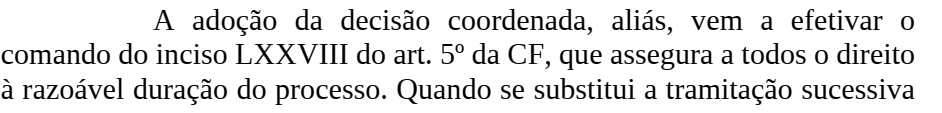 A adoção da decisão coordenada, aliás, vem a efetivar o
comando do inciso LXXVIII do art. 5º da CF, que assegura a todos o direito
à razoável duração do processo. Quando se substitui a tramitação sucessiva